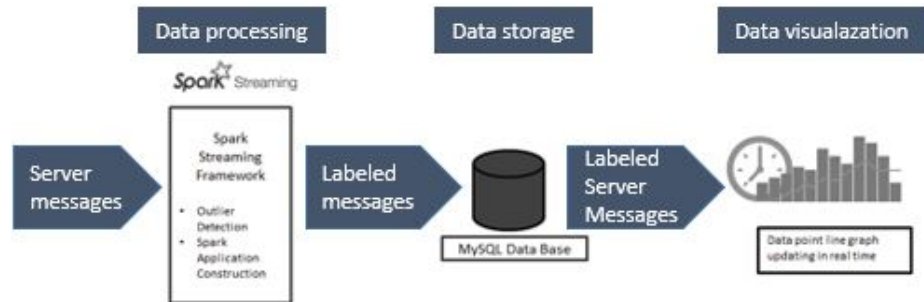 Data processing
Data storage
Data visualazation
Spark Streaming
Server
messages
Spark
Streaming
Framework
• Outlier
Detection
• Spark
Application
Construction
Labeled
messages
MySQL Data Base
Labeled
Server
Messages
Data point line graph
updating in real time